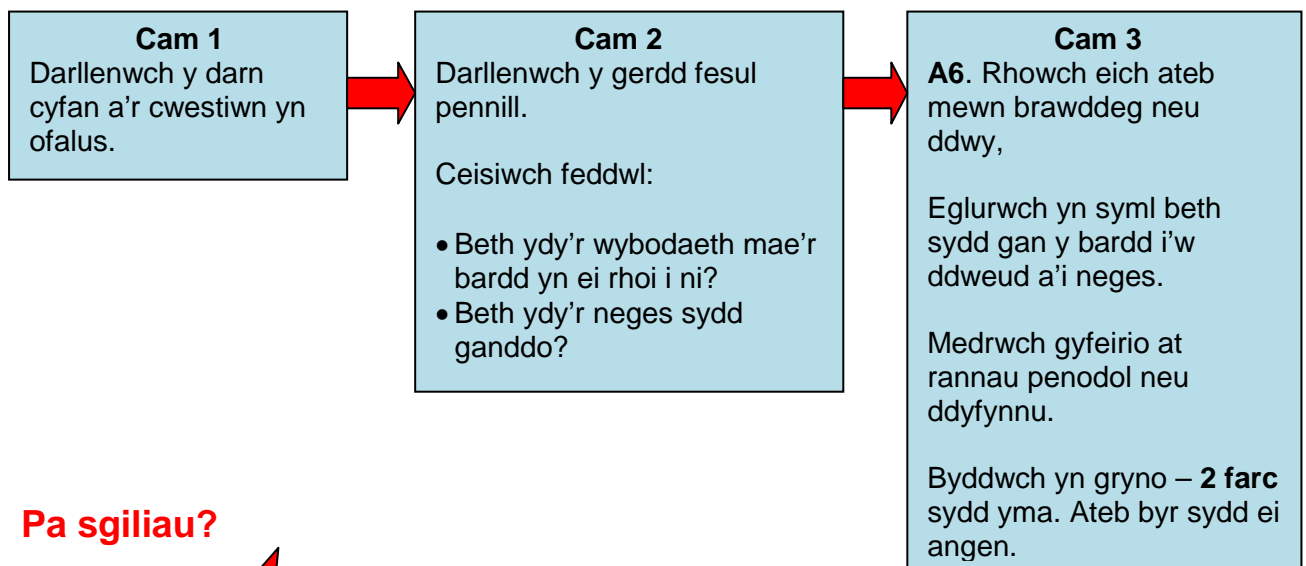 Cam 1
Darllenwch y darn
cyfan a'r cwestiwn yn
ofalus.
Cam 2
Darllenwch y gerdd fesul
pennill.
Ceisiwch feddwl:
• Beth ydy'r wybodaeth mae'r
bardd yn ei rhoi i ni?
• Beth ydy'r neges sydd
ganddo?
Cam 3
A6. Rhowch eich ateb
mewn brawddeg neu
ddwy,
Eglurwch yn syml beth
sydd gan y bardd i'w
ddweud a'i neges.
Medrwch gyfeirio at
rannau penodol neu
ddyfynnu.
Byddwch yn gryno – 2 farc
sydd yma. Ateb byr sydd ei
angen.
Pa sgiliau?